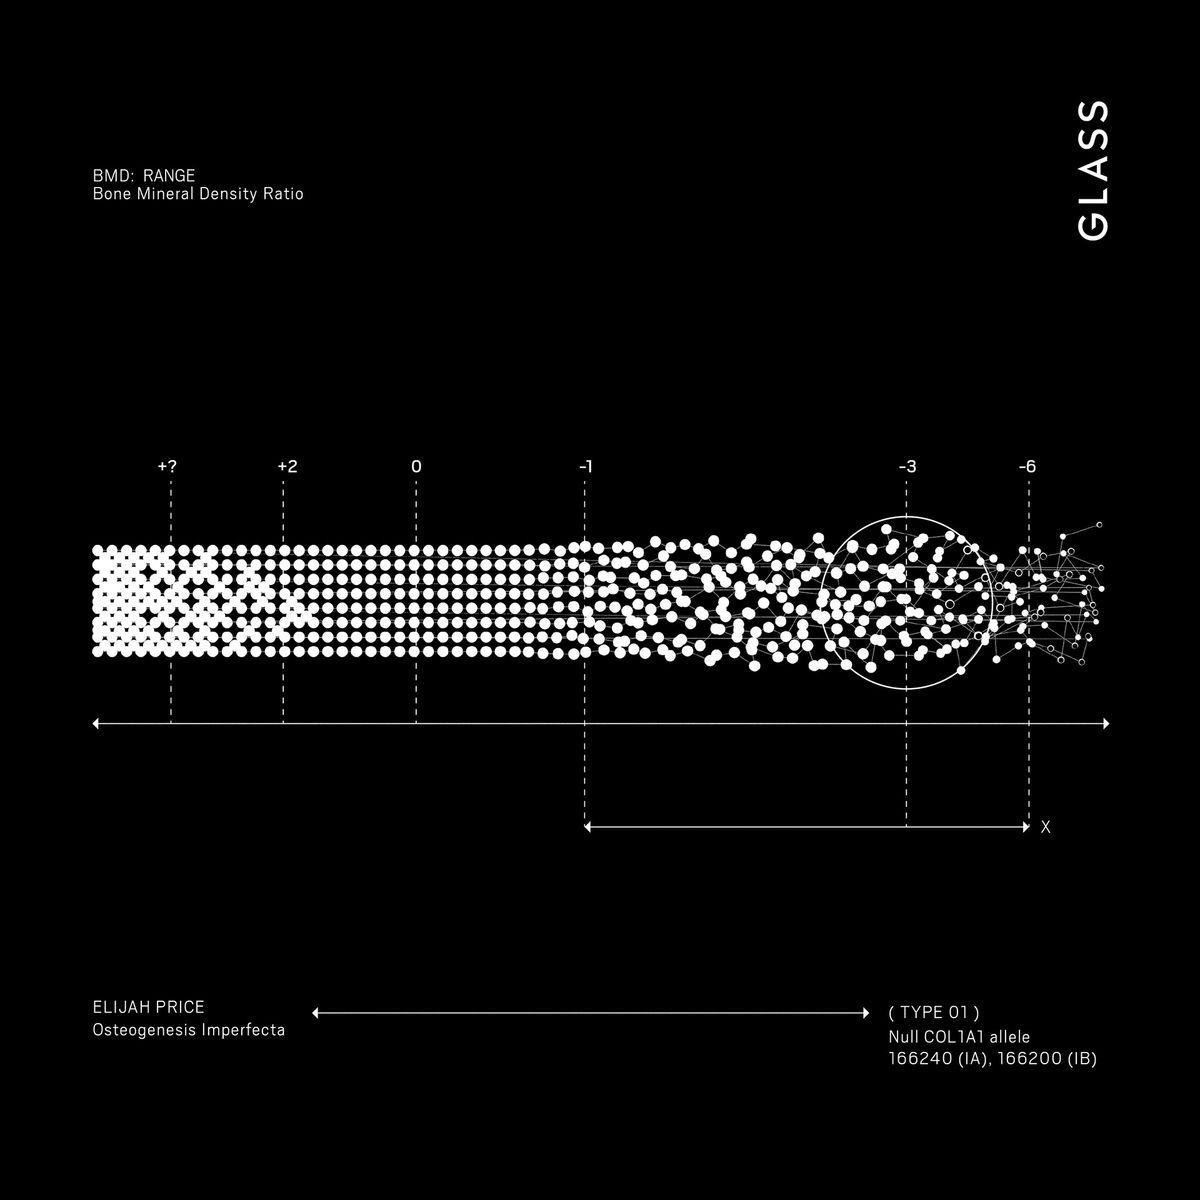 GLASS
BMD: RANGE
Bone Mineral Density Ratio
+? +2 0 -1 -3 -6
X
ELIJAH PRICE
Osteogenesis Imperfecta
( TYPE 01 )
Null COL1A1 allele
166240 (IA), 166200 (IB)